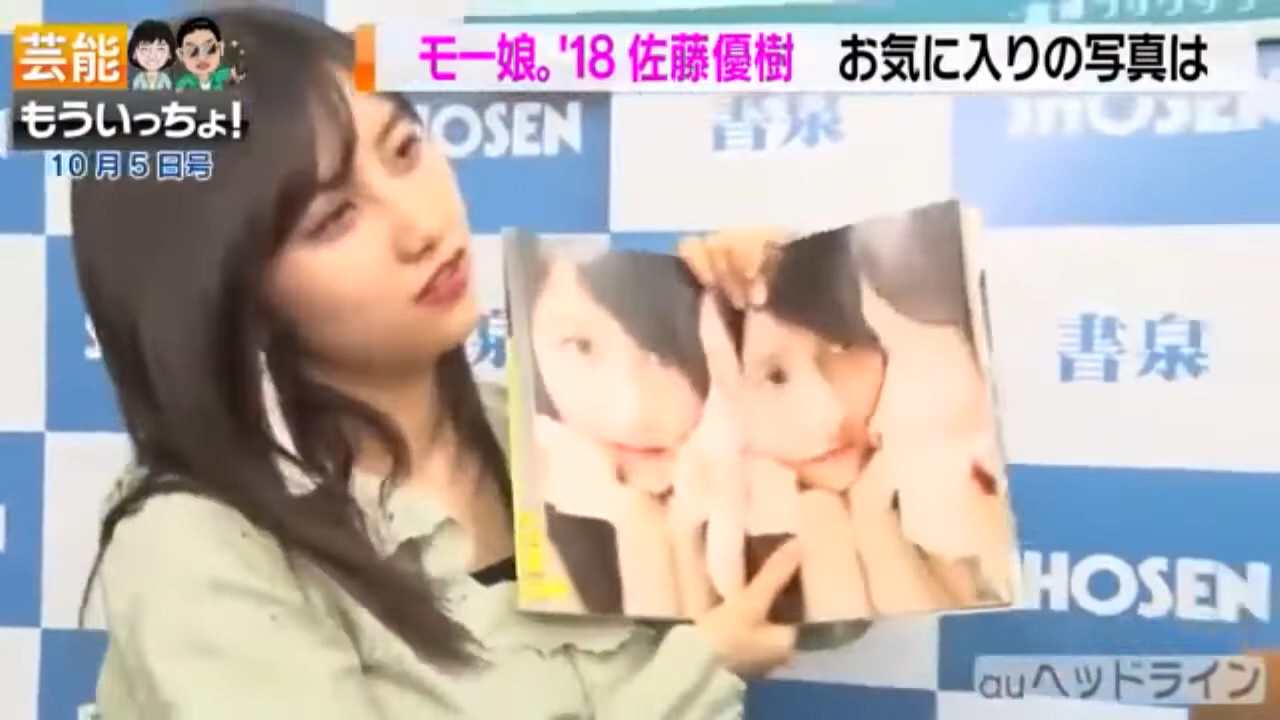 芸能
もういっちょ!
10月5日号
モー娘。'18 佐藤優樹　お気に入りの写真は
HOSEN
書泉
SHOSEN
書泉
HOSEN
auヘッドライン